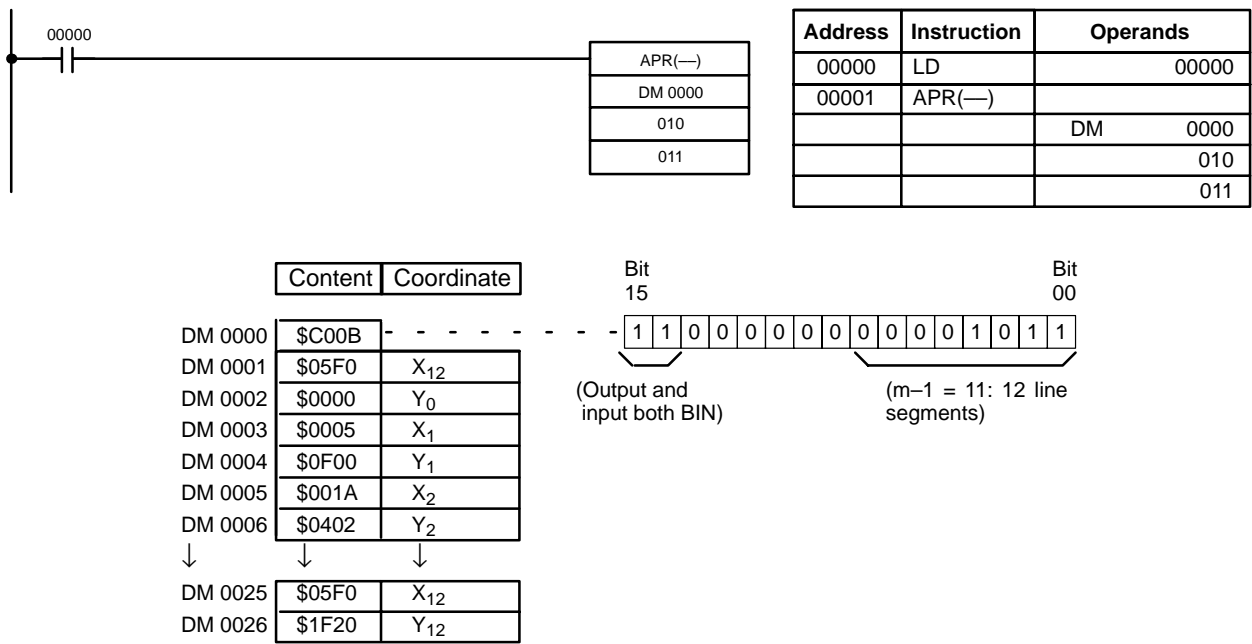 00000
APR(––)
DM 0000
010
011
Address Instruction Operands
00000 LD 00000
00001 APR(––)
DM 0000
010
011
Content Coordinate
Bit 15 Bit 00
DM 0000 $C00B 1 1 0 0 0 0 0 0 0 0 0 0 1 0 1 1
DM 0001 $05F0 X12
DM 0002 $0000 Y0
DM 0003 $0005 X1
DM 0004 $0F00 Y1
DM 0005 $001A X2
DM 0006 $0402 Y2
↓ ↓ ↓
DM 0025 $05F0 X12
DM 0026 $1F20 Y12
(Output and
input both BIN)
(m–1 = 11: 12 line
segments)